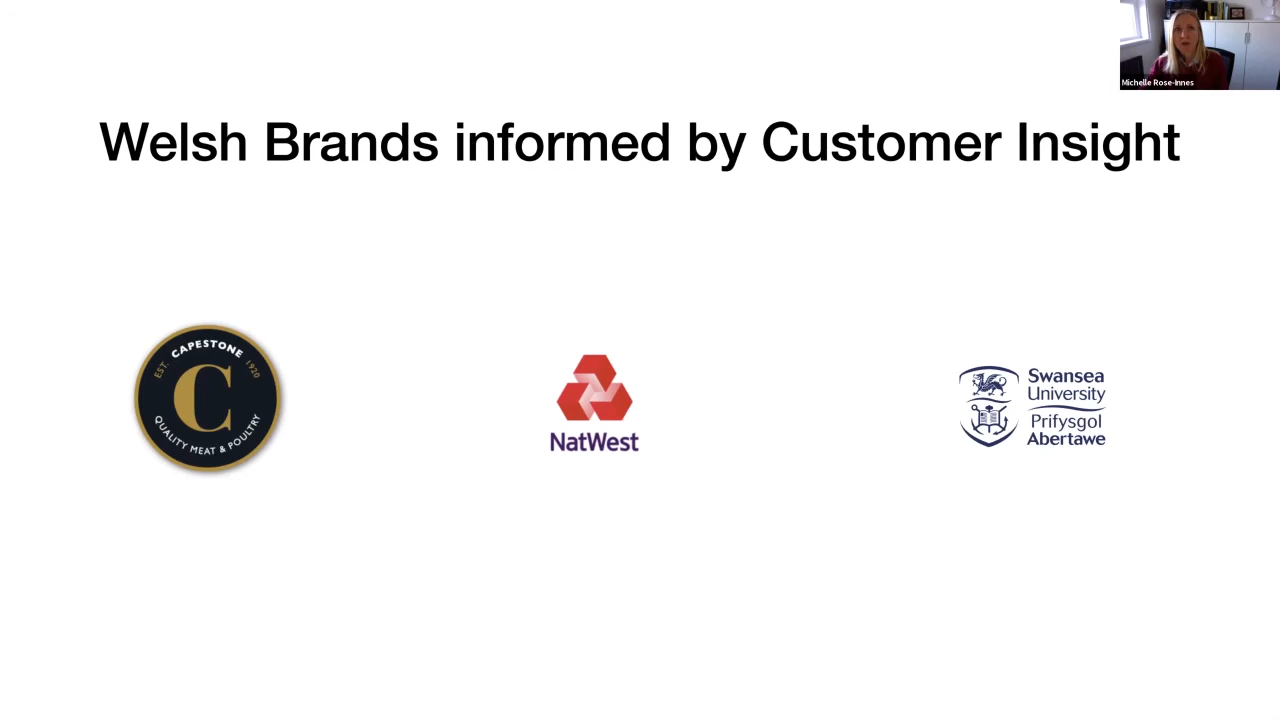 Michelle Rose-Innes
Welsh Brands informed by Customer Insight
CAPESTONE
EST. 1920
C
QUALITY MEAT & POULTRY
NatWest
Swansea
University
Prifysgol
Abertawe